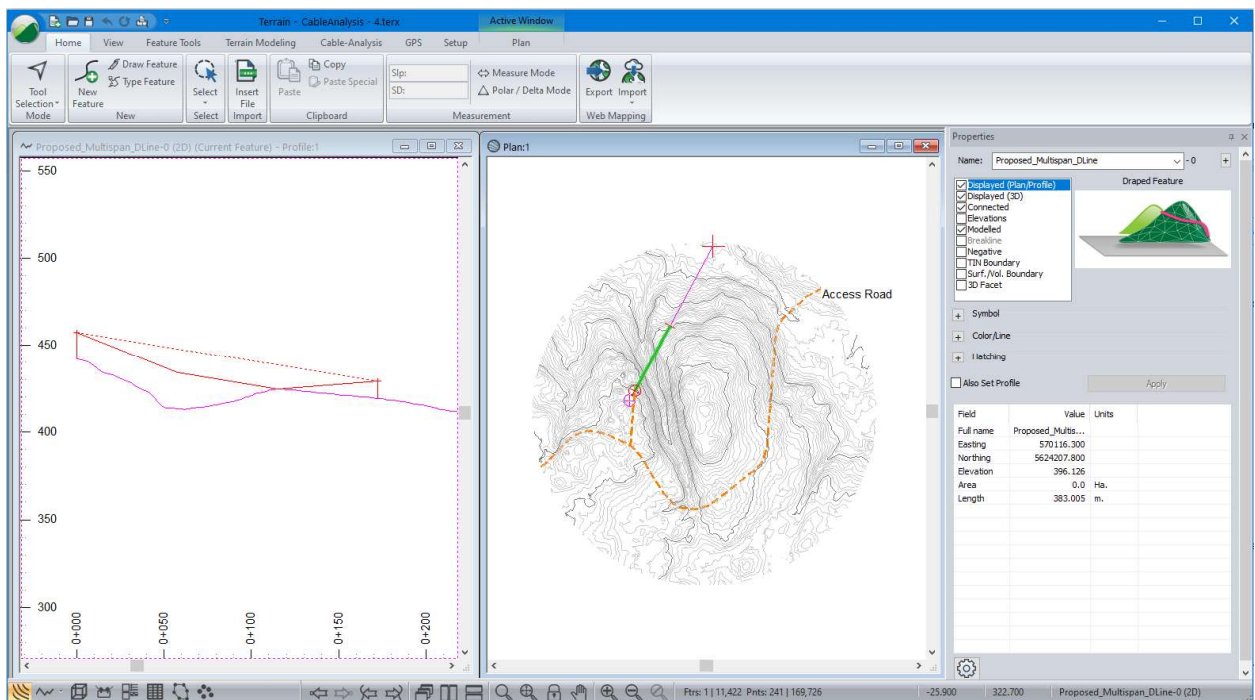 Terrain - CableAnalysis - 4.terx
Active Window
Home View Feature Tools Terrain Modeling Cable-Analysis GPS Setup Plan
Tool Selection Mode
New Feature
Draw Feature
Type Feature
New
Select
Select
Insert File
Import
Paste
Copy
Paste Special
Clipboard
Slp:
SD:
Measure Mode
Polar / Delta Mode
Measurement
Export Import
Web Mapping
Proposed_Multispan_DLine-0 (2D) (Current Feature) - Profile:1
550
500
450
400
350
300
0+000
0+050
0+100
0+150
0+200
Plan:1
Access Road
Properties
Name: Proposed_Multispan_DLine - 0 +
Displayed (Plan/Profile)
Displayed (3D)
Connected
Elevations
Modelled
Breakline
Negative
TIN Boundary
Surf./Vol. Boundary
3D Facet
Draped Feature
+ Symbol
+ Color/Line
+ Hatching
Also Set Profile
Apply
Field Value Units
Full name Proposed_Multis...
Easting 570116.300
Northing 5624207.800
Elevation 396.126
Area 0.0 Ha.
Length 383.005 m.
Ftrs: 1 | 11,422 Pnts: 241 | 169,726
-25.900 322.700 Proposed_Multispan_DLine-0 (2D)